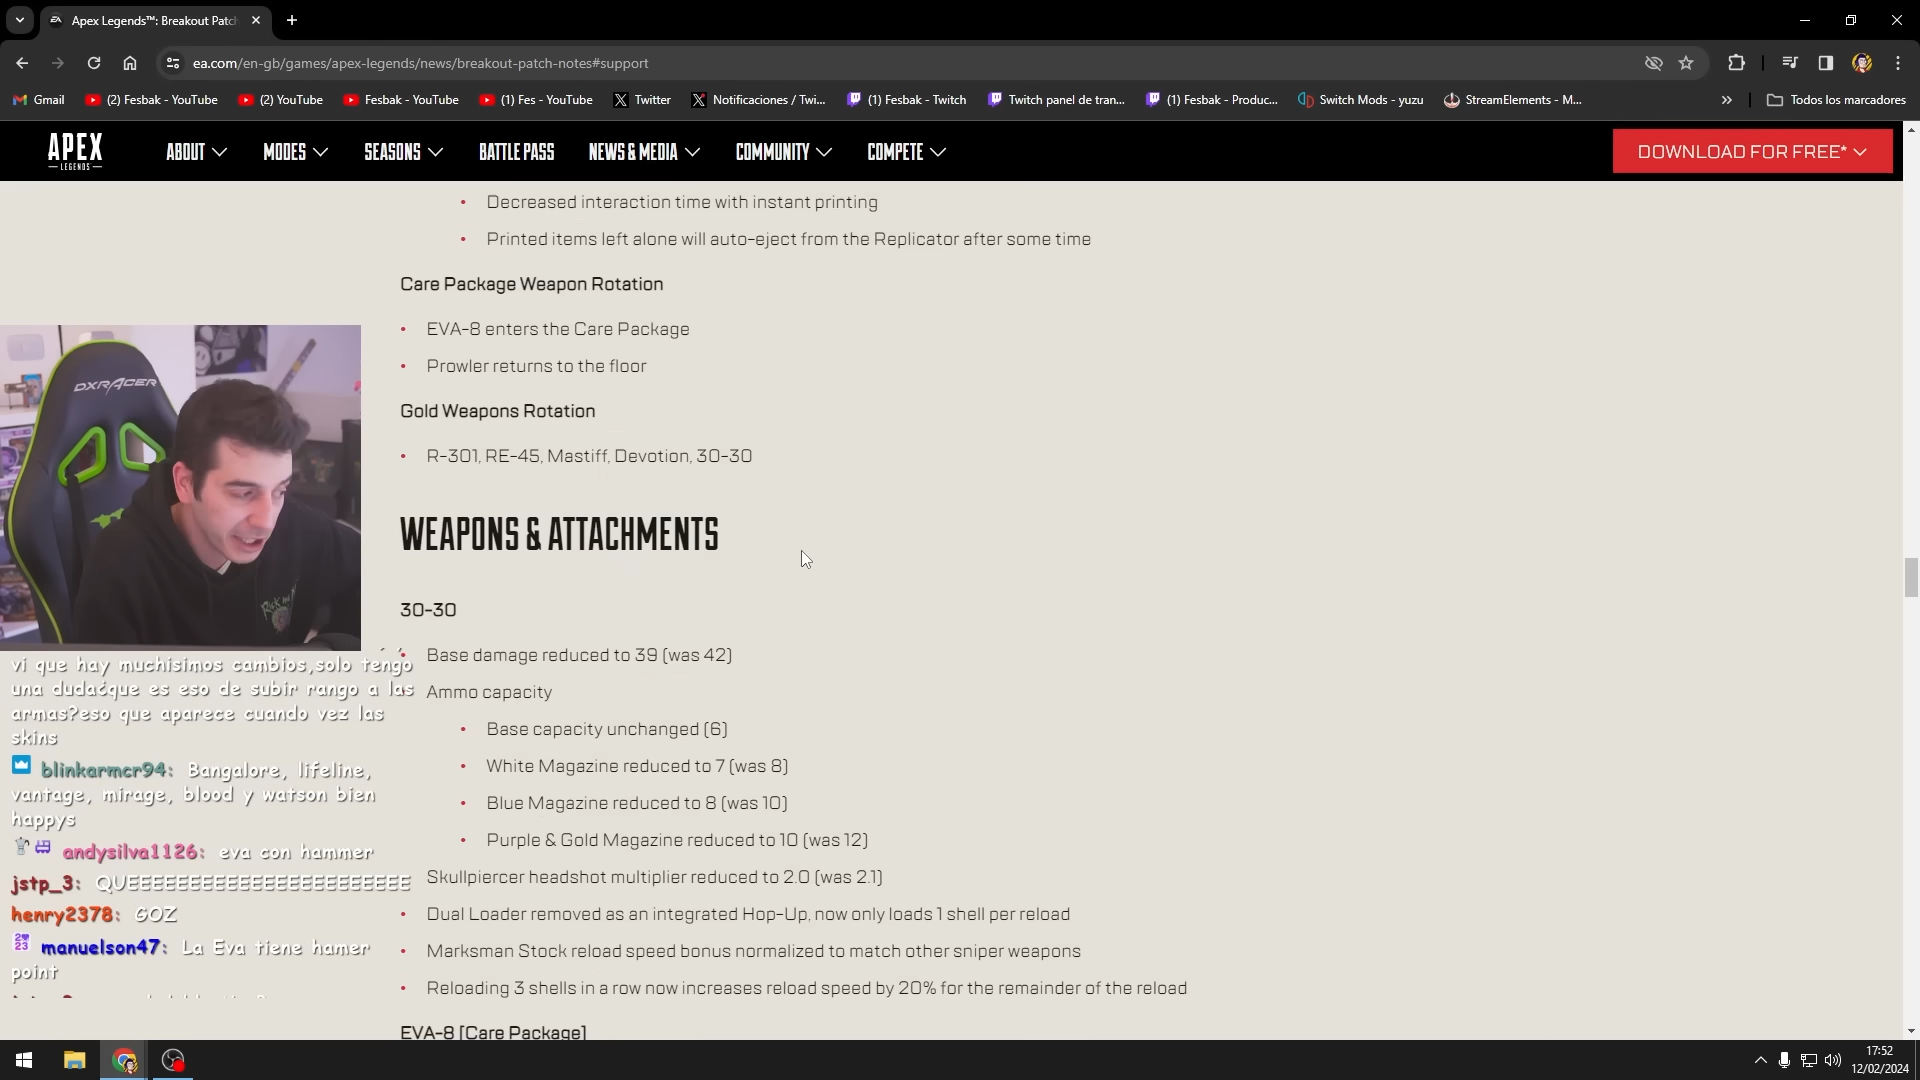 Apex Legends™: Breakout Patch
ea.com/en-gb/games/apex-legends/news/breakout-patch-notes#support
Gmail
(2) Fesbak - YouTube
(2) YouTube
Fesbak - YouTube
(1) Fes - YouTube
Twitter
Notificaciones / Twi...
(1) Fesbak - Twitch
Twitch panel de tran...
(1) Fesbak - Produc...
Switch Mods - yuzu
StreamElements - M...
»
Todos los marcadores
APEX
LEGENDS
ABOUT
MODES
SEASONS
BATTLE PASS
NEWS & MEDIA
COMMUNITY
COMPETE
DOWNLOAD FOR FREE*
• Decreased interaction time with instant printing
• Printed items left alone will auto-eject from the Replicator after some time
Care Package Weapon Rotation
• EVA-8 enters the Care Package
• Prowler returns to the floor
Gold Weapons Rotation
• R-301, RE-45, Mastiff, Devotion, 30-30
WEAPONS & ATTACHMENTS
30-30
• Base damage reduced to 39 (was 42)
Ammo capacity
• Base capacity unchanged (6)
• White Magazine reduced to 7 (was 8)
• Blue Magazine reduced to 8 (was 10)
• Purple & Gold Magazine reduced to 10 (was 12)
Skullpiercer headshot multiplier reduced to 2.0 (was 2.1)
• Dual Loader removed as an integrated Hop-Up, now only loads 1 shell per reload
• Marksman Stock reload speed bonus normalized to match other sniper weapons
• Reloading 3 shells in a row now increases reload speed by 20% for the remainder of the reload
EVA-8 [Care Package]
DXRACER
vi que hay muchisimos cambios,solo tengo
una duda¿que es eso de subir rango a las
armas?eso que aparece cuando vez las
skins
blinkarmcr94: Bangalore, lifeline,
vantage, mirage, blood y watson bien
happys
andysilva1126: eva con hammer
jstp_3: QUEEEEEEEEEEEEEEEEEEEEEEE
henry2378: GOZ
manuelson47: La Eva tiene hamer
point
17:52
12/02/2024